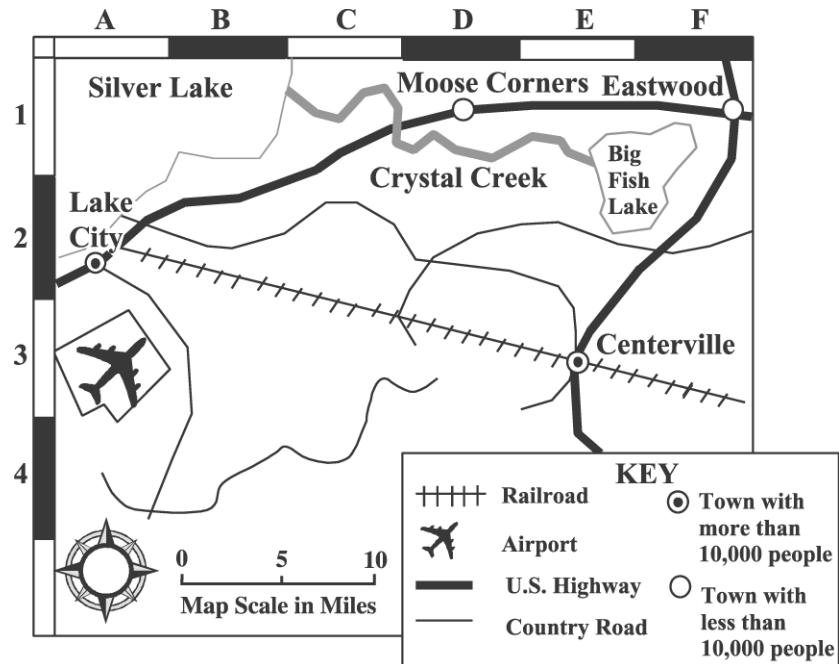 A B C D E F
Silver Lake
Moose Corners
Eastwood
1
Big
Fish
Lake
Crystal Creek
Lake
City
2
3
Centerville
4
KEY
Railroad
Airport
U.S. Highway
Country Road
Town with
more than
10,000 people
Town with
less than
10,000 people
0 5 10
Map Scale in Miles